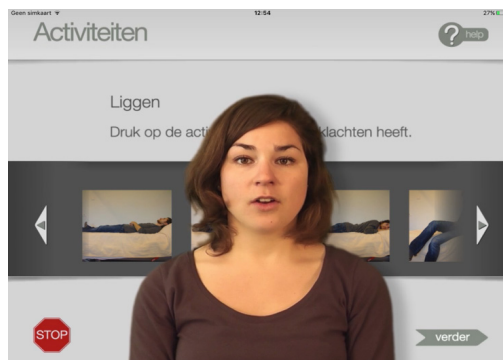 Geen simkaart 12:54 27%
Activiteiten
? help
Liggen
Druk op de acti klachten heeft.
STOP
verder